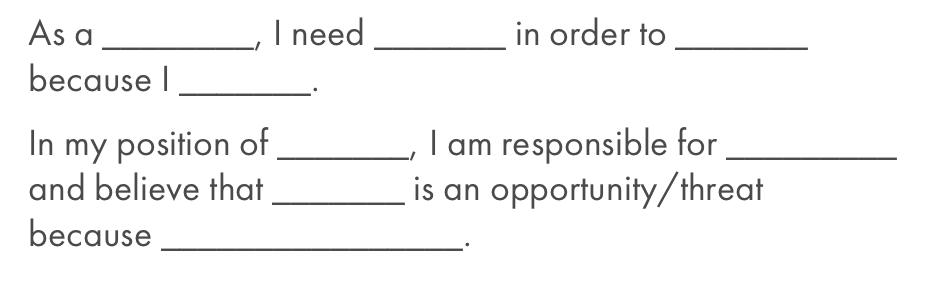 As a ________, I need _______ in order to _______
because I _______.
In my position of _______, I am responsible for _________
and believe that _______ is an opportunity/threat
because ________________.